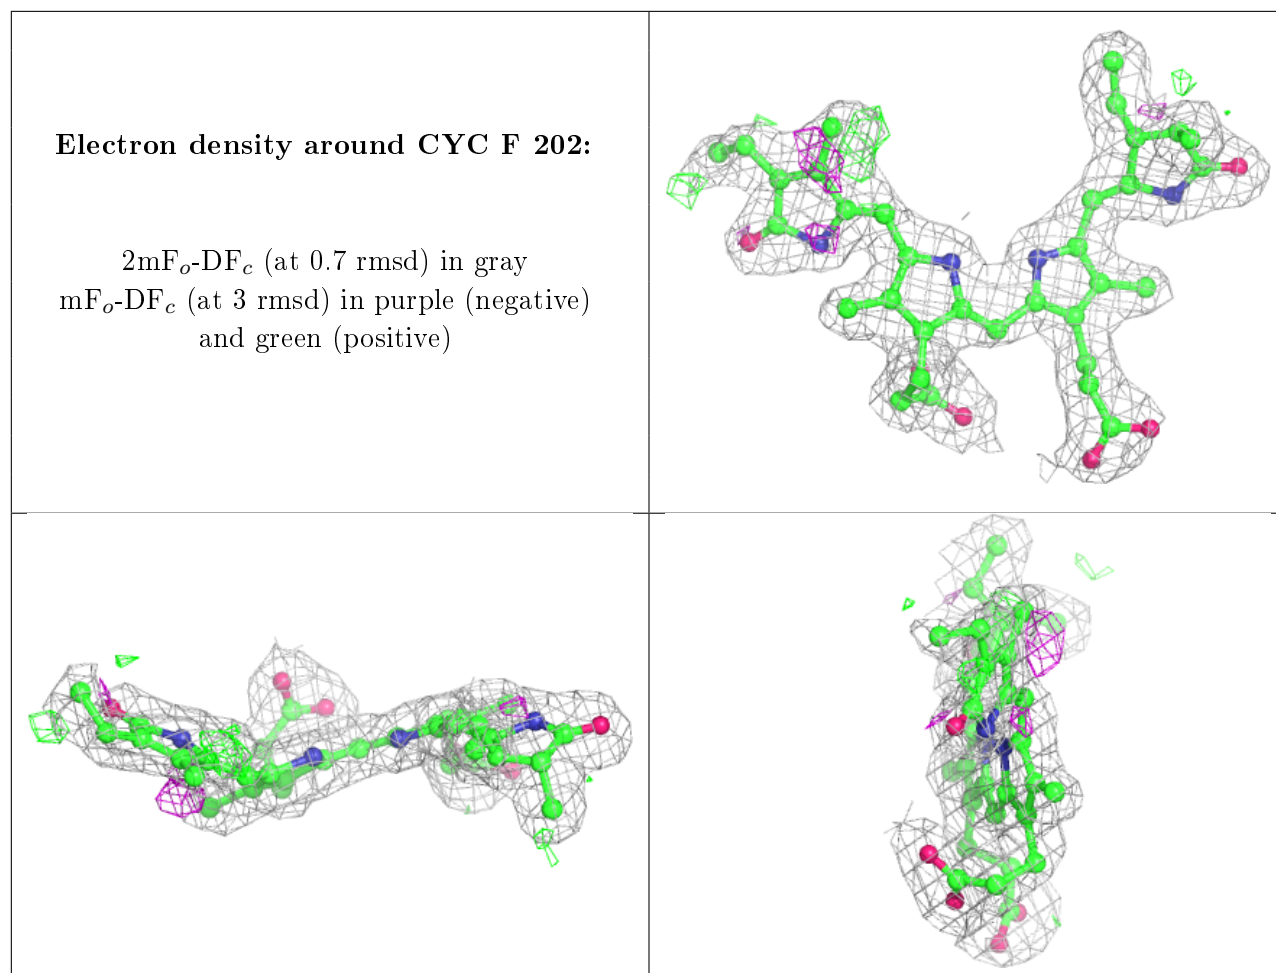 Electron density around CYC F 202:
2mFo-DFc (at 0.7 rmsd) in gray
mFo-DFc (at 3 rmsd) in purple (negative)
and green (positive)